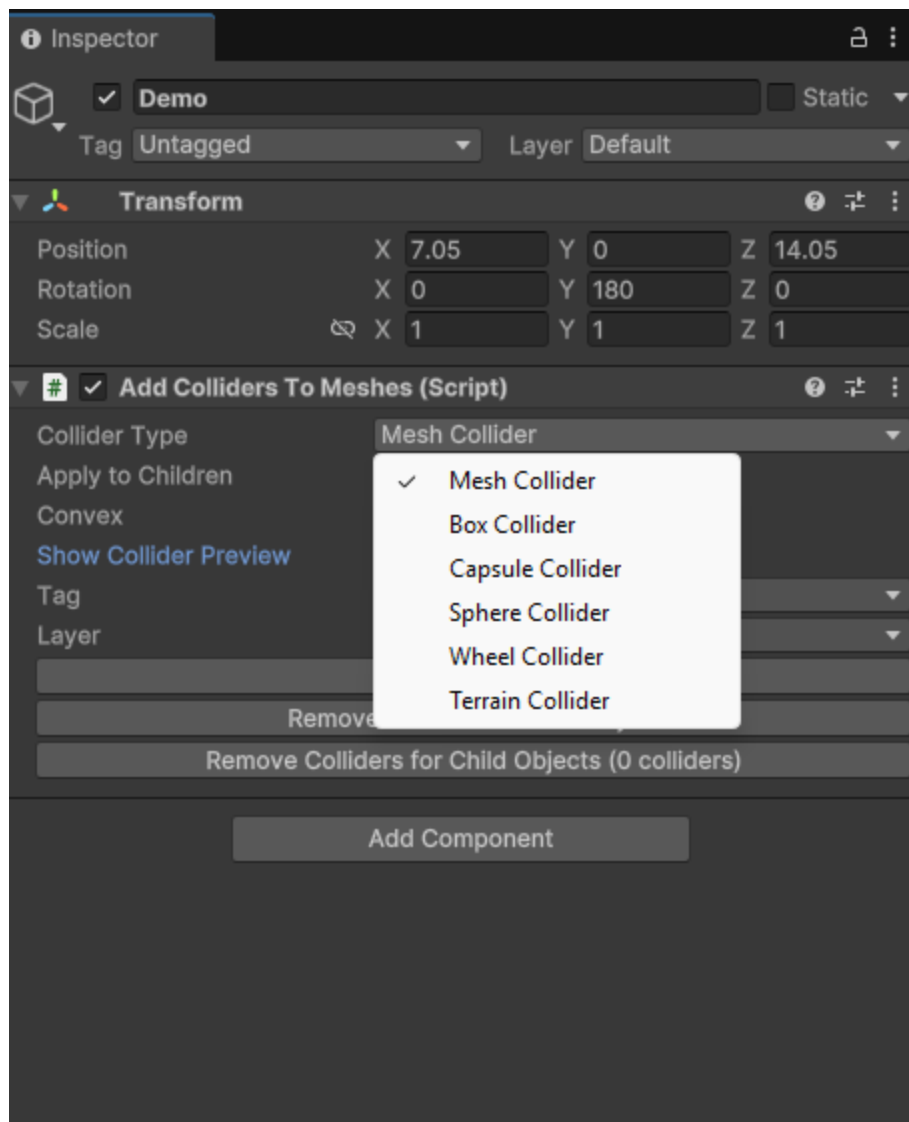 Inspector
Demo
Static
Tag Untagged Layer Default
Transform
Position X 7.05 Y 0 Z 14.05
Rotation X 0 Y 180 Z 0
Scale X 1 Y 1 Z 1
# Add Colliders To Meshes (Script)
Collider Type Mesh Collider
Apply to Children
Convex
Show Collider Preview
Tag
Layer
Mesh Collider
Box Collider
Capsule Collider
Sphere Collider
Wheel Collider
Terrain Collider
Remove
Remove Colliders for Child Objects (0 colliders)
Add Component